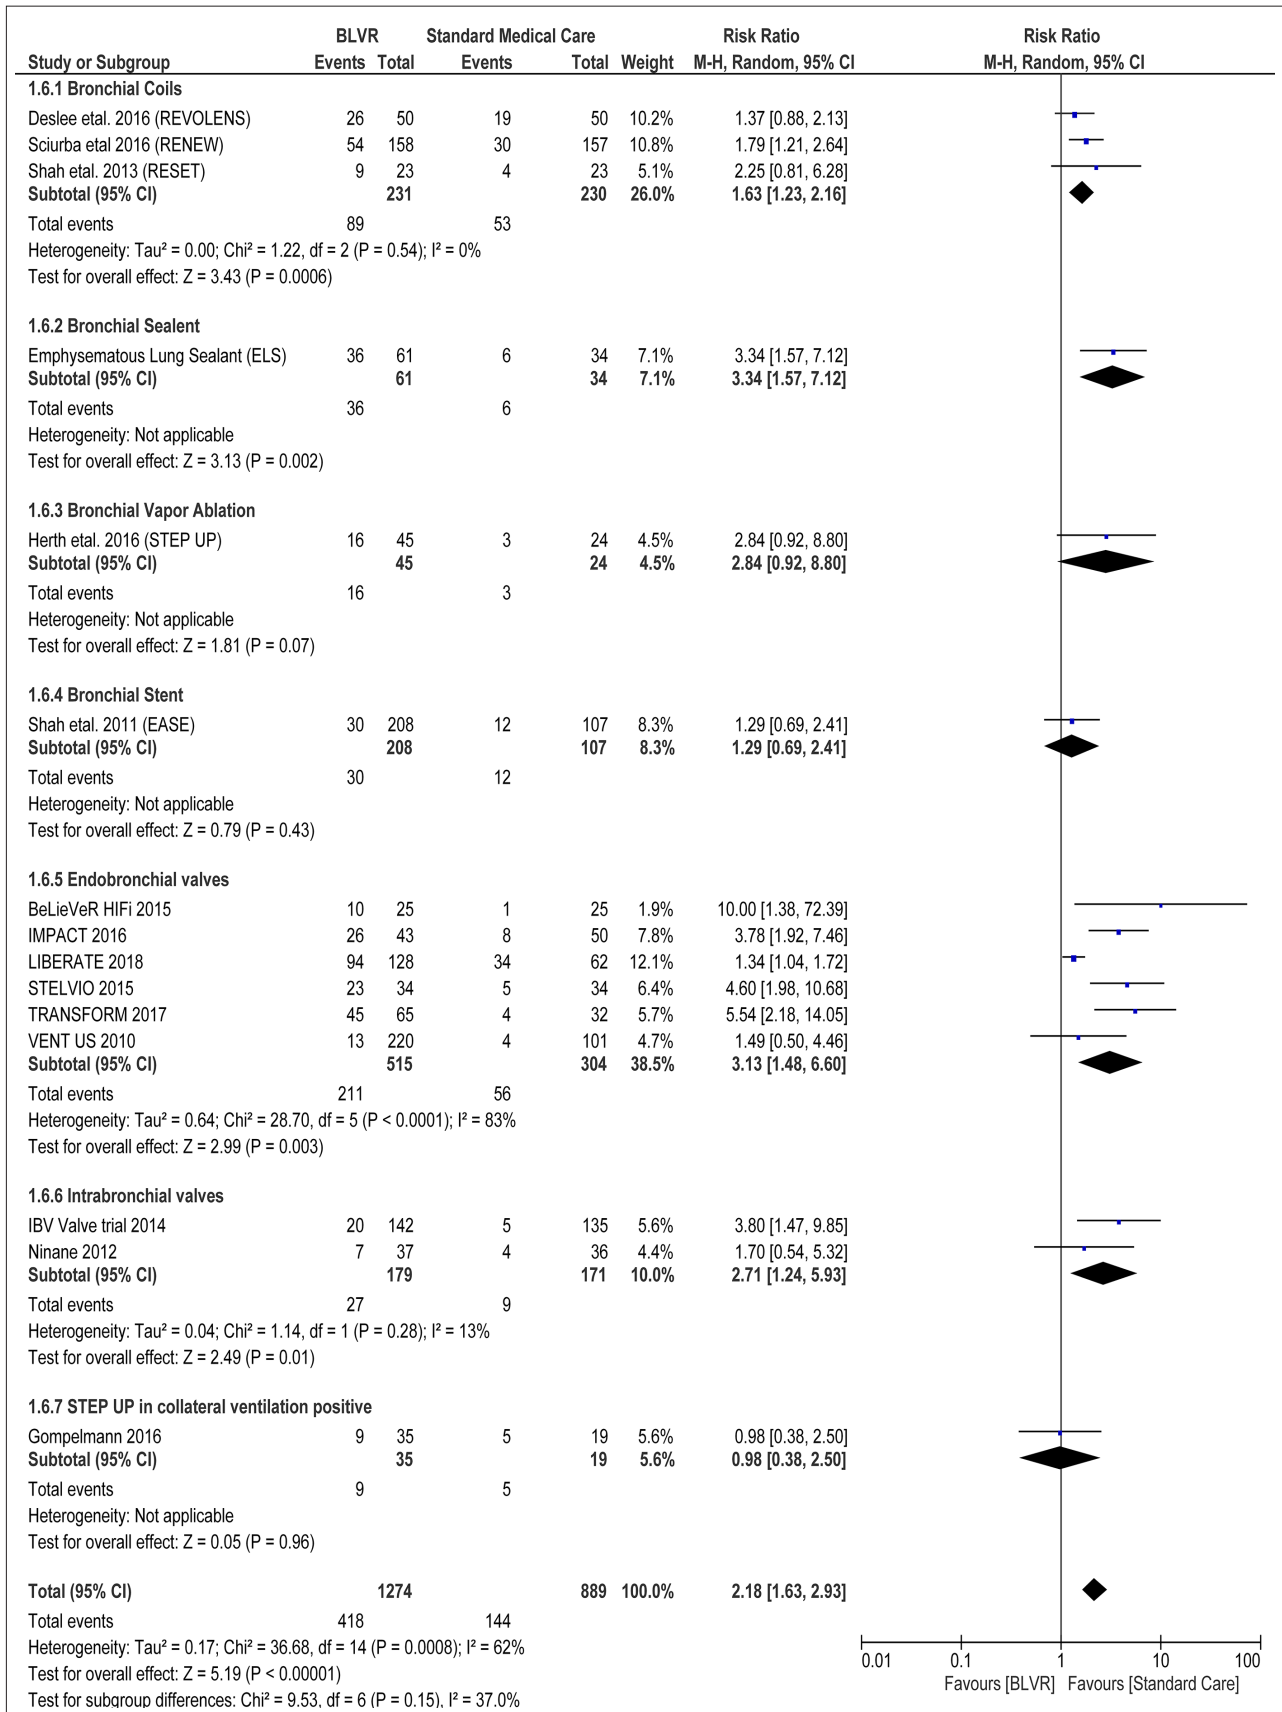 BLVR Standard Medical Care Risk Ratio Risk Ratio
Study or Subgroup Events Total Events Total Weight M-H, Random, 95% CI M-H, Random, 95% CI
1.6.1 Bronchial Coils
Deslee etal. 2016 (REVOLENS) 26 50 19 50 10.2% 1.37 [0.88, 2.13]
Sciurba etal 2016 (RENEW) 54 158 30 157 10.8% 1.79 [1.21, 2.64]
Shah etal. 2013 (RESET) 9 23 4 23 5.1% 2.25 [0.81, 6.28]
Subtotal (95% CI) 231 230 26.0% 1.63 [1.23, 2.16]
Total events 89 53
Heterogeneity: Tau² = 0.00; Chi² = 1.22, df = 2 (P = 0.54); I² = 0%
Test for overall effect: Z = 3.43 (P = 0.0006)
1.6.2 Bronchial Sealent
Emphysematous Lung Sealant (ELS) 36 61 6 34 7.1% 3.34 [1.57, 7.12]
Subtotal (95% CI) 61 34 7.1% 3.34 [1.57, 7.12]
Total events 36 6
Heterogeneity: Not applicable
Test for overall effect: Z = 3.13 (P = 0.002)
1.6.3 Bronchial Vapor Ablation
Herth etal. 2016 (STEP UP) 16 45 3 24 4.5% 2.84 [0.92, 8.80]
Subtotal (95% CI) 45 24 4.5% 2.84 [0.92, 8.80]
Total events 16 3
Heterogeneity: Not applicable
Test for overall effect: Z = 1.81 (P = 0.07)
1.6.4 Bronchial Stent
Shah etal. 2011 (EASE) 30 208 12 107 8.3% 1.29 [0.69, 2.41]
Subtotal (95% CI) 208 107 8.3% 1.29 [0.69, 2.41]
Total events 30 12
Heterogeneity: Not applicable
Test for overall effect: Z = 0.79 (P = 0.43)
1.6.5 Endobronchial valves
BeLieVeR HIFi 2015 10 25 1 25 1.9% 10.00 [1.38, 72.39]
IMPACT 2016 26 43 8 50 7.8% 3.78 [1.92, 7.46]
LIBERATE 2018 94 128 34 62 12.1% 1.34 [1.04, 1.72]
STELVIO 2015 23 34 5 34 6.4% 4.60 [1.98, 10.68]
TRANSFORM 2017 45 65 4 32 5.7% 5.54 [2.18, 14.05]
VENT US 2010 13 220 4 101 4.7% 1.49 [0.50, 4.46]
Subtotal (95% CI) 515 304 38.5% 3.13 [1.48, 6.60]
Total events 211 56
Heterogeneity: Tau² = 0.64; Chi² = 28.70, df = 5 (P < 0.0001); I² = 83%
Test for overall effect: Z = 2.99 (P = 0.003)
1.6.6 Intrabronchial valves
IBV Valve trial 2014 20 142 5 135 5.6% 3.80 [1.47, 9.85]
Ninane 2012 7 37 4 36 4.4% 1.70 [0.54, 5.32]
Subtotal (95% CI) 179 171 10.0% 2.71 [1.24, 5.93]
Total events 27 9
Heterogeneity: Tau² = 0.04; Chi² = 1.14, df = 1 (P = 0.28); I² = 13%
Test for overall effect: Z = 2.49 (P = 0.01)
1.6.7 STEP UP in collateral ventilation positive
Gompelmann 2016 9 35 5 19 5.6% 0.98 [0.38, 2.50]
Subtotal (95% CI) 35 19 5.6% 0.98 [0.38, 2.50]
Total events 9 5
Heterogeneity: Not applicable
Test for overall effect: Z = 0.05 (P = 0.96)
Total (95% CI) 1274 889 100.0% 2.18 [1.63, 2.93]
Total events 418 144
Heterogeneity: Tau² = 0.17; Chi² = 36.68, df = 14 (P = 0.0008); I² = 62%
Test for overall effect: Z = 5.19 (P < 0.00001)
Test for subgroup differences: Chi² = 9.53, df = 6 (P = 0.15), I² = 37.0%
0.01 0.1 1 10 100
Favours [BLVR] Favours [Standard Care]